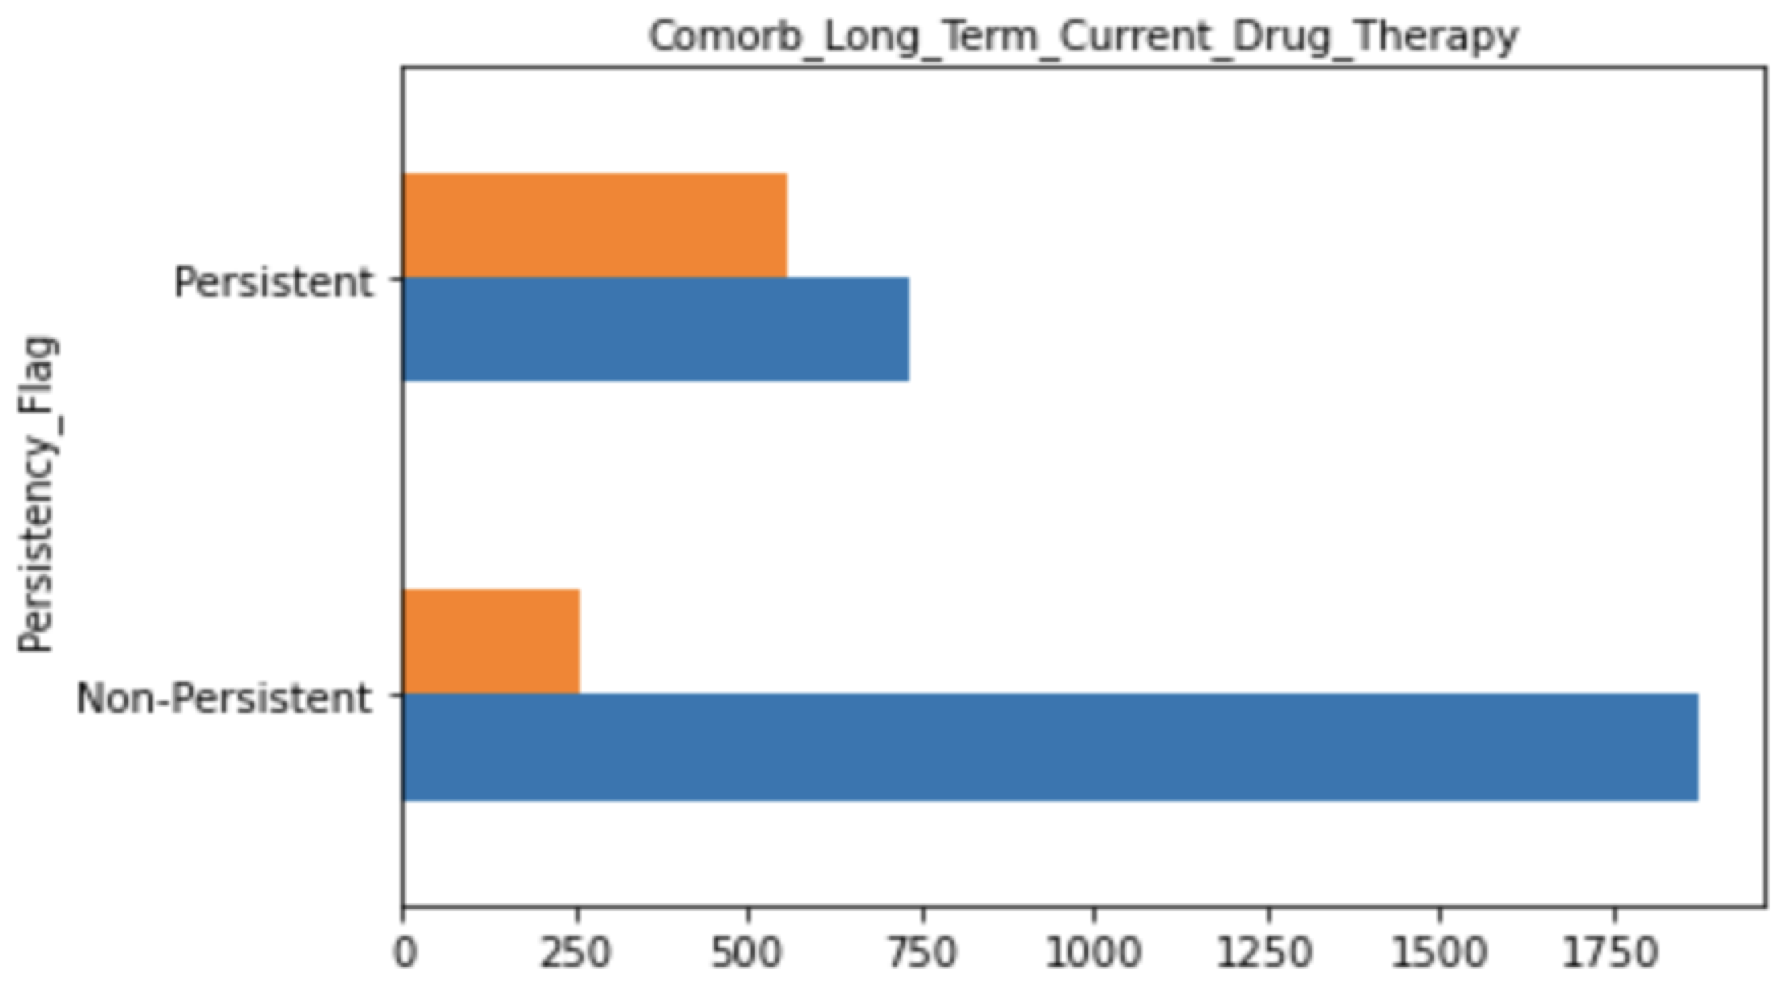 Comorb_Long_Term_Current_Drug_Therapy
Persistency_Flag
Persistent
Non-Persistent
0 250 500 750 1000 1250 1500 1750